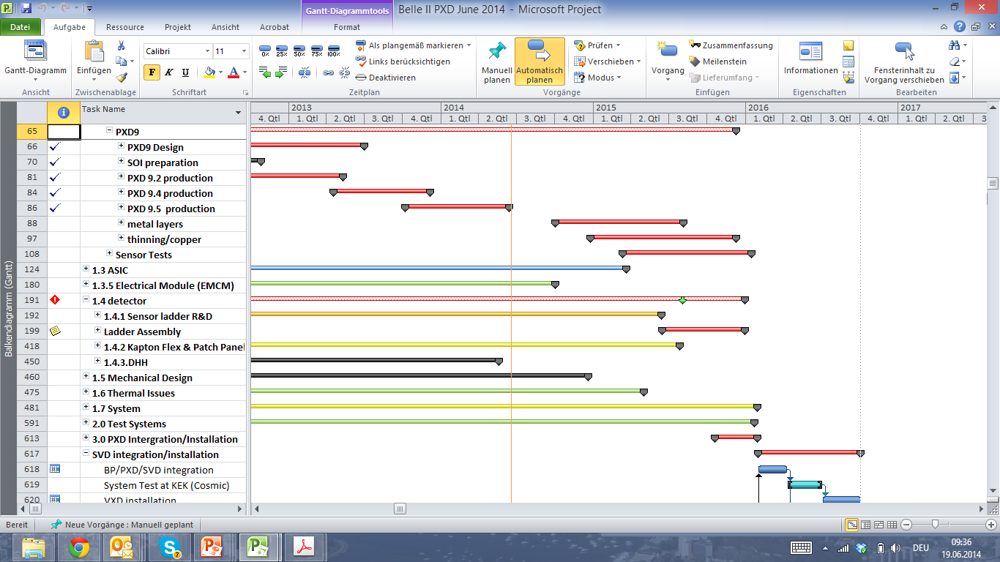 Gantt-Diagrammtools
Belle II PXD June 2014 - Microsoft Project
Datei Aufgabe Ressource Projekt Ansicht Acrobat Format
Gantt-Diagramm
Ansicht
Einfügen
Zwischenablage
Calibri 11
F K U A
Schriftart
0% 25% 50% 75% 100%
Als plangemäß markieren
Links berücksichtigen
Deaktivieren
Zeitplan
Manuell planen
Automatisch planen
Prüfen
Verschieben
Modus
Vorgänge
Vorgang
Zusammenfassung
Meilenstein
Lieferumfang
Einfügen
Informationen
Eigenschaften
Fensterinhalt zu Vorgang verschieben
Bearbeiten
Task Name
2013 2014 2015 2016 2017
4. Qtl 1. Qtl 2. Qtl 3. Qtl 4. Qtl 1. Qtl 2. Qtl 3. Qtl 4. Qtl 1. Qtl 2. Qtl 3. Qtl 4. Qtl 1. Qtl 2. Qtl 3. Qtl 4. Qtl 1. Qtl 2. Qtl 3
Balkendiagramm (Gantt)
65 PXD9
66 PXD9 Design
70 SOI preparation
81 PXD 9.2 production
84 PXD 9.4 production
86 PXD 9.5 production
88 metal layers
97 thinning/copper
108 Sensor Tests
124 1.3 ASIC
180 1.3.5 Electrical Module (EMCM)
191 1.4 detector
192 1.4.1 Sensor ladder R&D
199 Ladder Assembly
418 1.4.2 Kapton Flex & Patch Panel
450 1.4.3.DHH
460 1.5 Mechanical Design
475 1.6 Thermal Issues
481 1.7 System
591 2.0 Test Systems
613 3.0 PXD Intergration/Installation
617 SVD integration/installation
618 BP/PXD/SVD integration
619 System Test at KEK (Cosmic)
620 VXD installation
Bereit Neue Vorgänge : Manuell geplant
7
DEU
09:36
19.06.2014